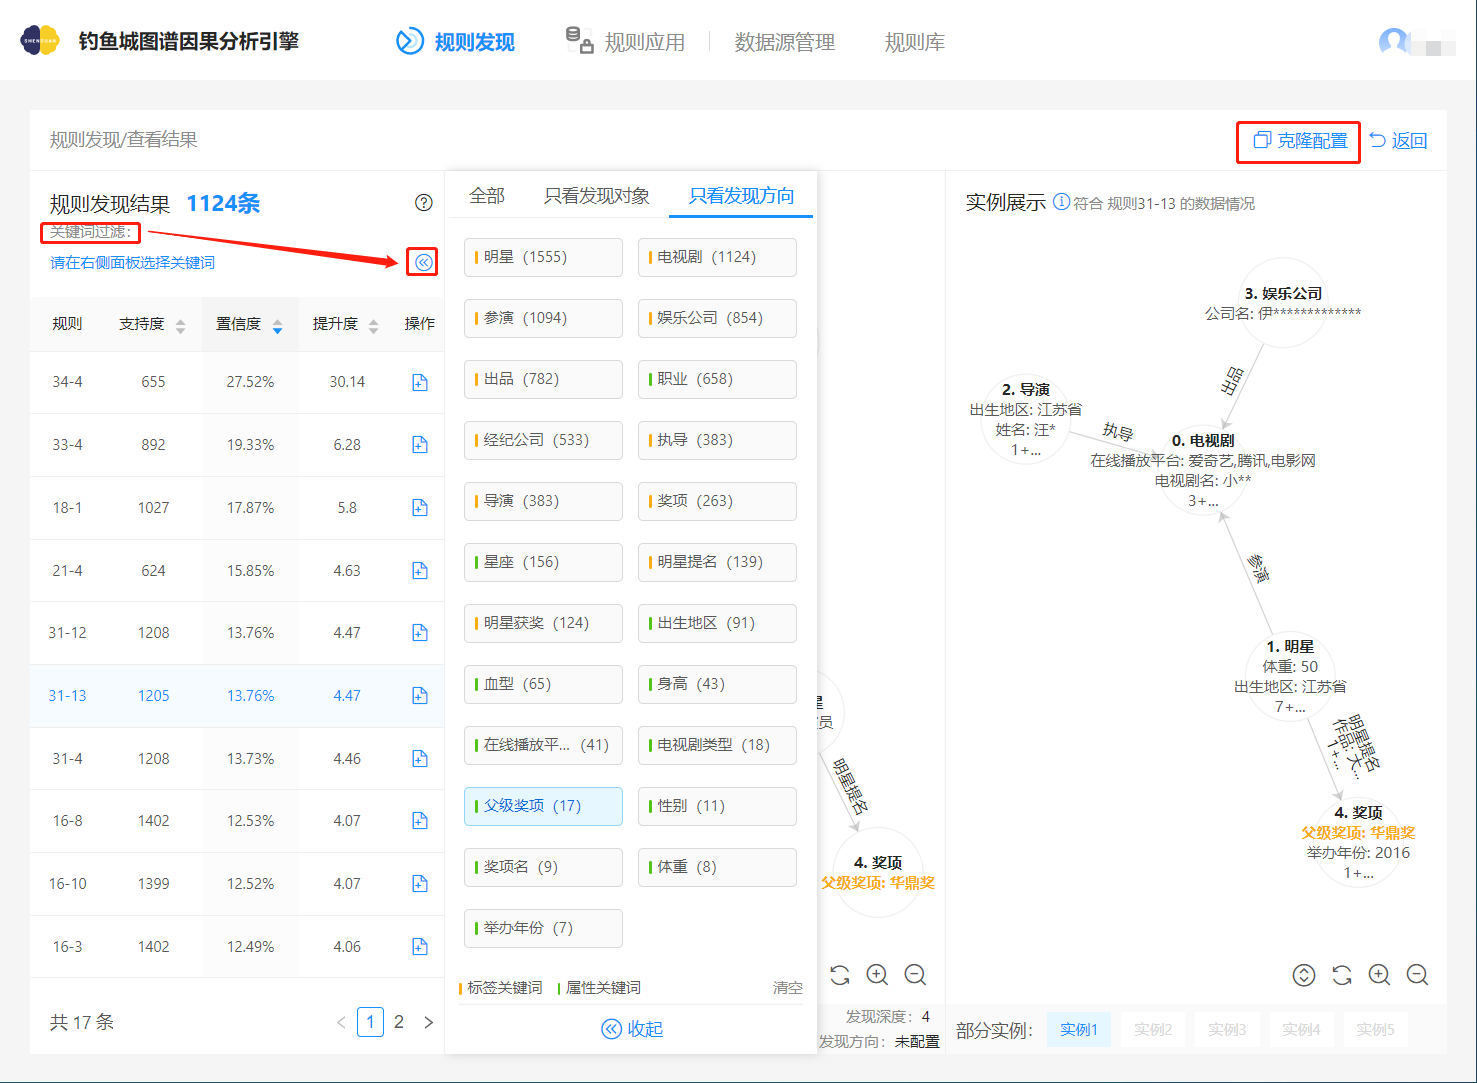 钓鱼城图谱因果分析引擎
规则发现
规则应用
数据源管理
规则库
规则发现/查看结果
克隆配置
返回
规则发现结果 1124条
关键词过滤:
请在右侧面板选择关键词
规则 支持度 置信度 提升度 操作
34-4 655 27.52% 30.14
33-4 892 19.33% 6.28
18-1 1027 17.87% 5.8
21-4 624 15.85% 4.63
31-12 1208 13.76% 4.47
31-13 1205 13.76% 4.47
31-4 1208 13.73% 4.46
16-8 1402 12.53% 4.07
16-10 1399 12.52% 4.07
16-3 1402 12.49% 4.06
共 17 条
1 2
全部 只看发现对象 只看发现方向
明星 (1555) 电视剧 (1124)
参演 (1094) 娱乐公司 (854)
出品 (782) 职业 (658)
经纪公司 (533) 执导 (383)
导演 (383) 奖项 (263)
星座 (156) 明星提名 (139)
明星获奖 (124) 出生地区 (91)
血型 (65) 身高 (43)
在线播放平... (41) 电视剧类型 (18)
父级奖项 (17) 性别 (11)
奖项名 (9) 体重 (8)
举办年份 (7)
标签关键词 属性关键词 清空
收起
员
明星提名
4. 奖项
父级奖项: 华鼎奖
发现深度: 4
发现方向: 未配置
实例展示 符合 规则31-13 的数据情况
3. 娱乐公司
公司名: 伊*************
出品
2. 导演
出生地区: 江苏省
姓名: 汪*
1+...
执导
0. 电视剧
在线播放平台: 爱奇艺,腾讯,电影网
电视剧名: 小**
3+...
参演
1. 明星
体重: 50
出生地区: 江苏省
7+...
明星提名
作品: 大...
1+...
4. 奖项
父级奖项: 华鼎奖
举办年份: 2016
1+...
部分实例: 实例1 实例2 实例3 实例4 实例5